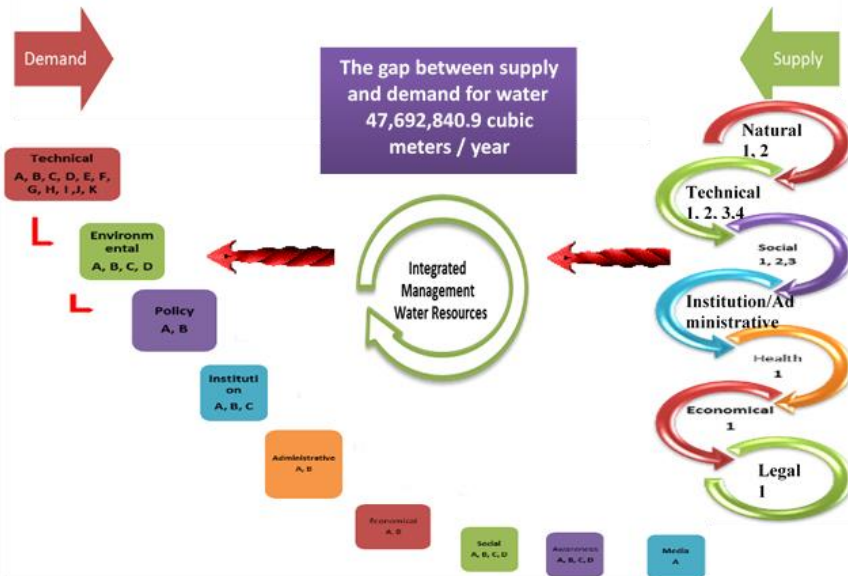 Demand
The gap between supply
and demand for water
47,692,840.9 cubic
meters / year
Supply
Technical
A, B, C, D, E, F,
G, H, I ,J, K
Environm
ental
A, B, C, D
Policy
A, B
Instituti
on
A, B, C
Administrative
A, B
Economical
A, B
Social
A, B, C, D
Awareness
A, B, C, D
Media
A
Integrated
Management
Water Resources
Natural
1, 2
Technical
1, 2, 3.4
Social
1, 2,3
Institution/Ad
ministrative
Health
1
Economical
1
Legal
1